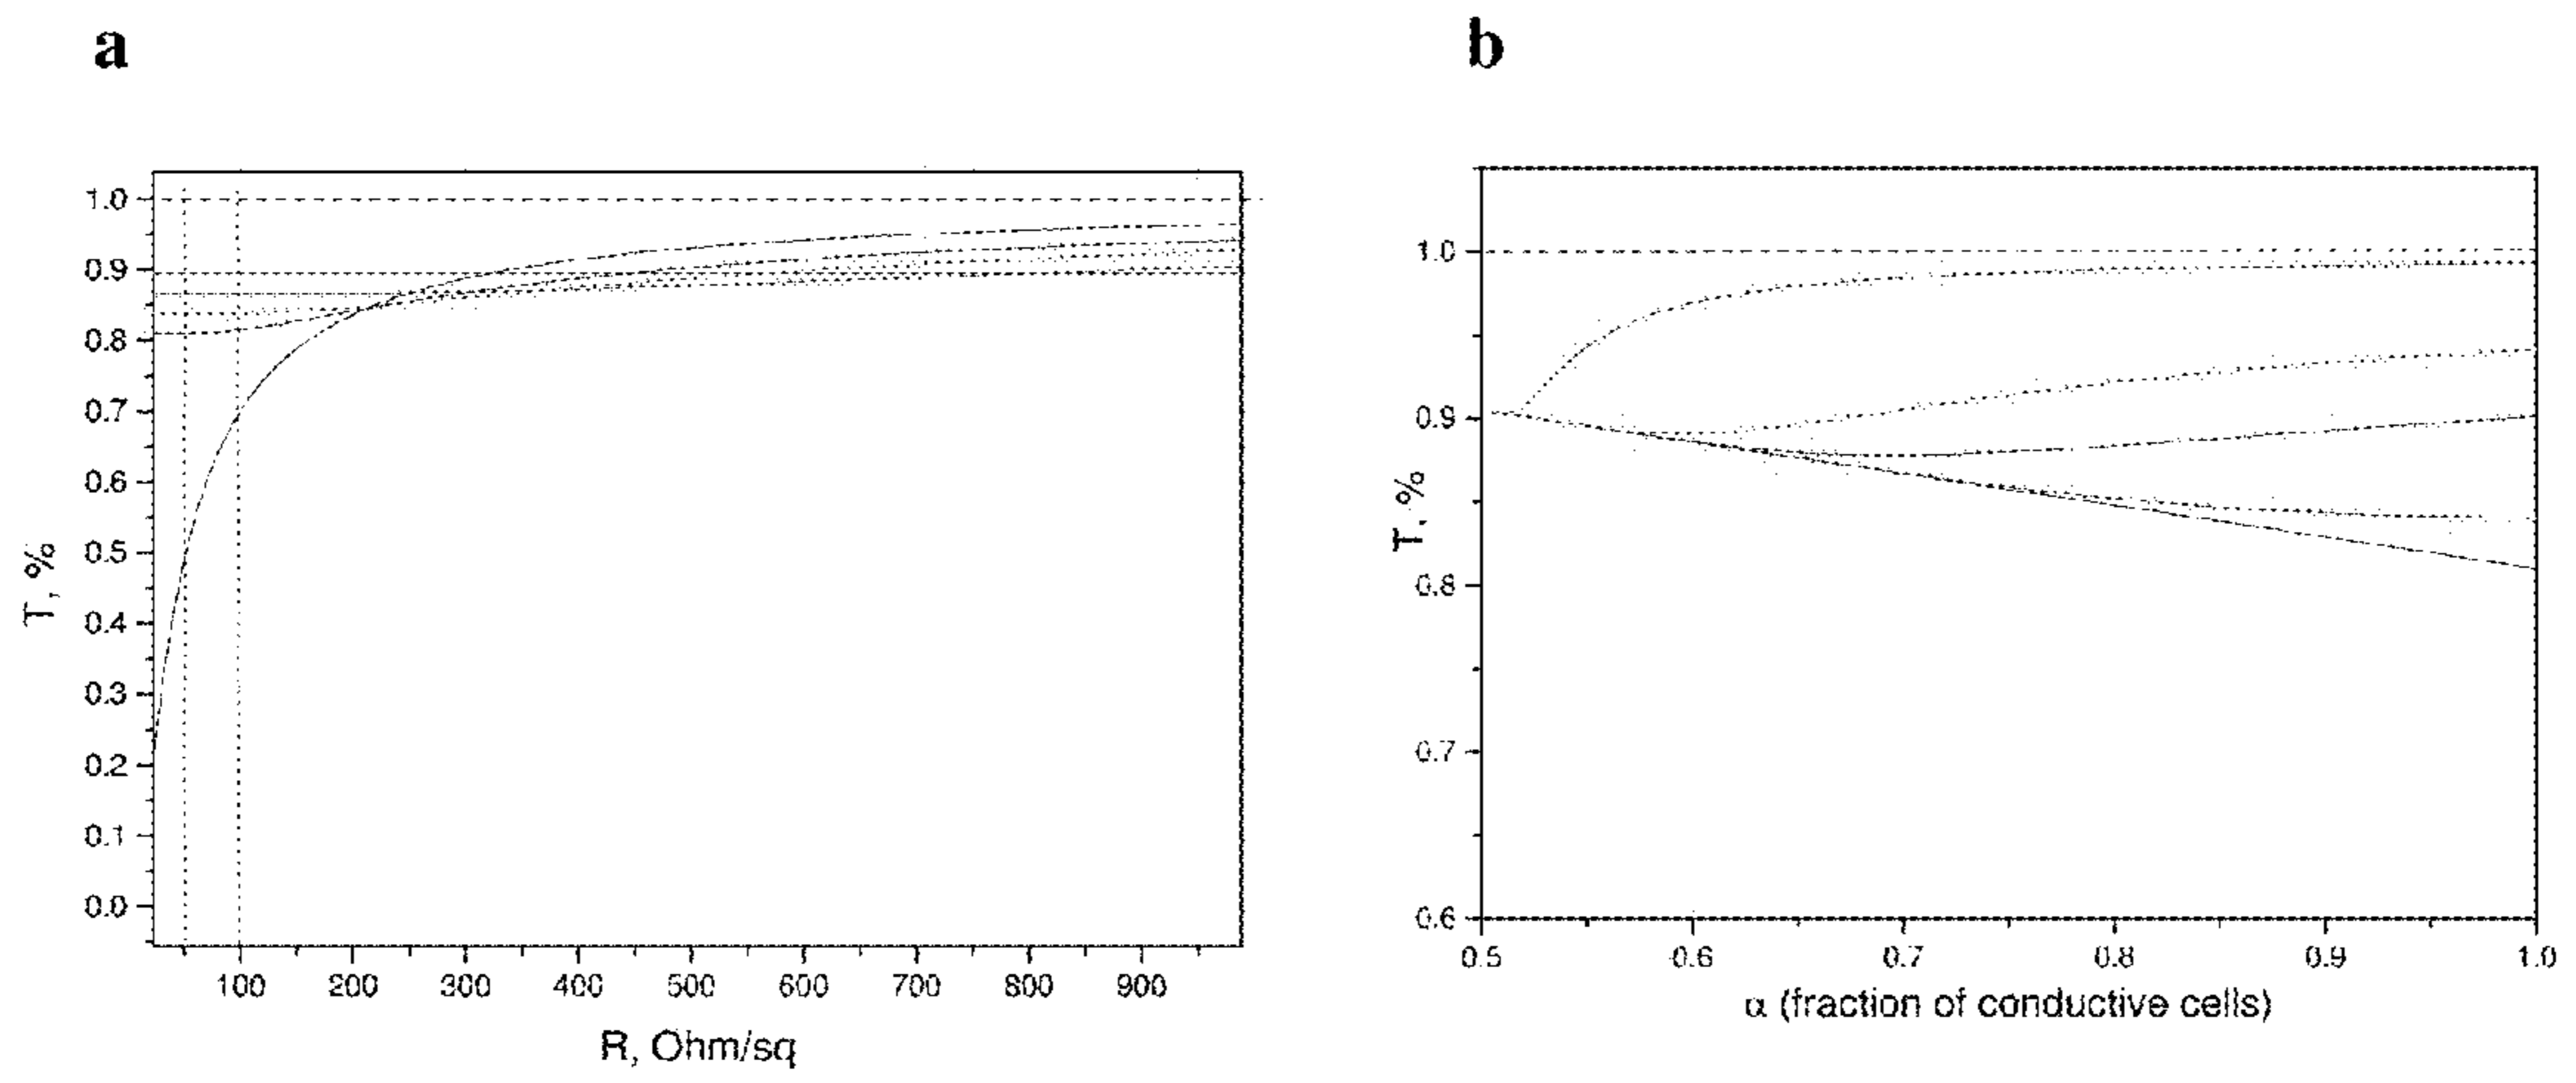 a
b
1.0
0.9
0.8
0.7
0.6
0.5
0.4
0.3
0.2
0.1
0.0
T, %
100 200 300 400 500 600 700 800 900
R, Ohm/sq
1.0
0.9
0.8
0.7
0.6
T, %
0.5 0.6 0.7 0.8 0.9 1.0
α (fraction of conductive cells)